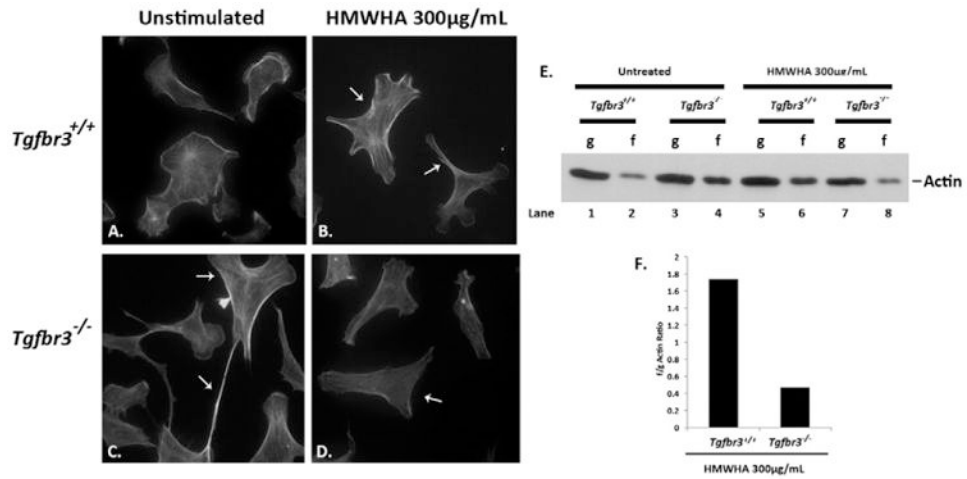 Unstimulated HMWHA 300µg/mL
Tgfbr3+/+
A. B.
Tgfbr3-/-
C. D.
E.
Untreated HMWHA 300ug/mL
Tgfbr3+/+ Tgfbr3-/- Tgfbr3+/+ Tgfbr3-/-
g f g f g f g f
–Actin
Lane 1 2 3 4 5 6 7 8
F.
2
1.8
1.6
1.4
1.2
1
0.8
0.6
0.4
0.2
0
f/g Actin Ratio
Tgfbr3+/+ Tgfbr3-/-
HMWHA 300µg/mL